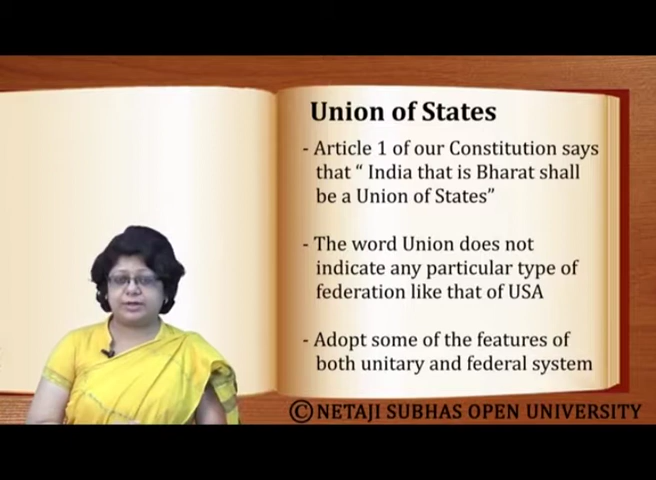 Union of States
- Article 1 of our Constitution says
that “ India that is Bharat shall
be a Union of States”
- The word Union does not
indicate any particular type of
federation like that of USA
- Adopt some of the features of
both unitary and federal system
© NETAJI SUBHAS OPEN UNIVERSITY